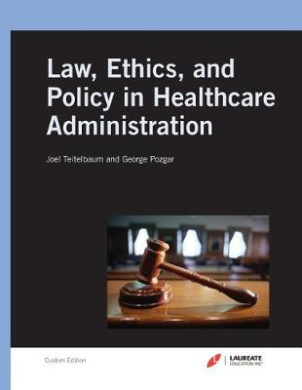 Law, Ethics, and
Policy in Healthcare
Administration
Joel Teitelbaum and George Pozgar
Custom Edition
LAUREATE
EDUCATION INC